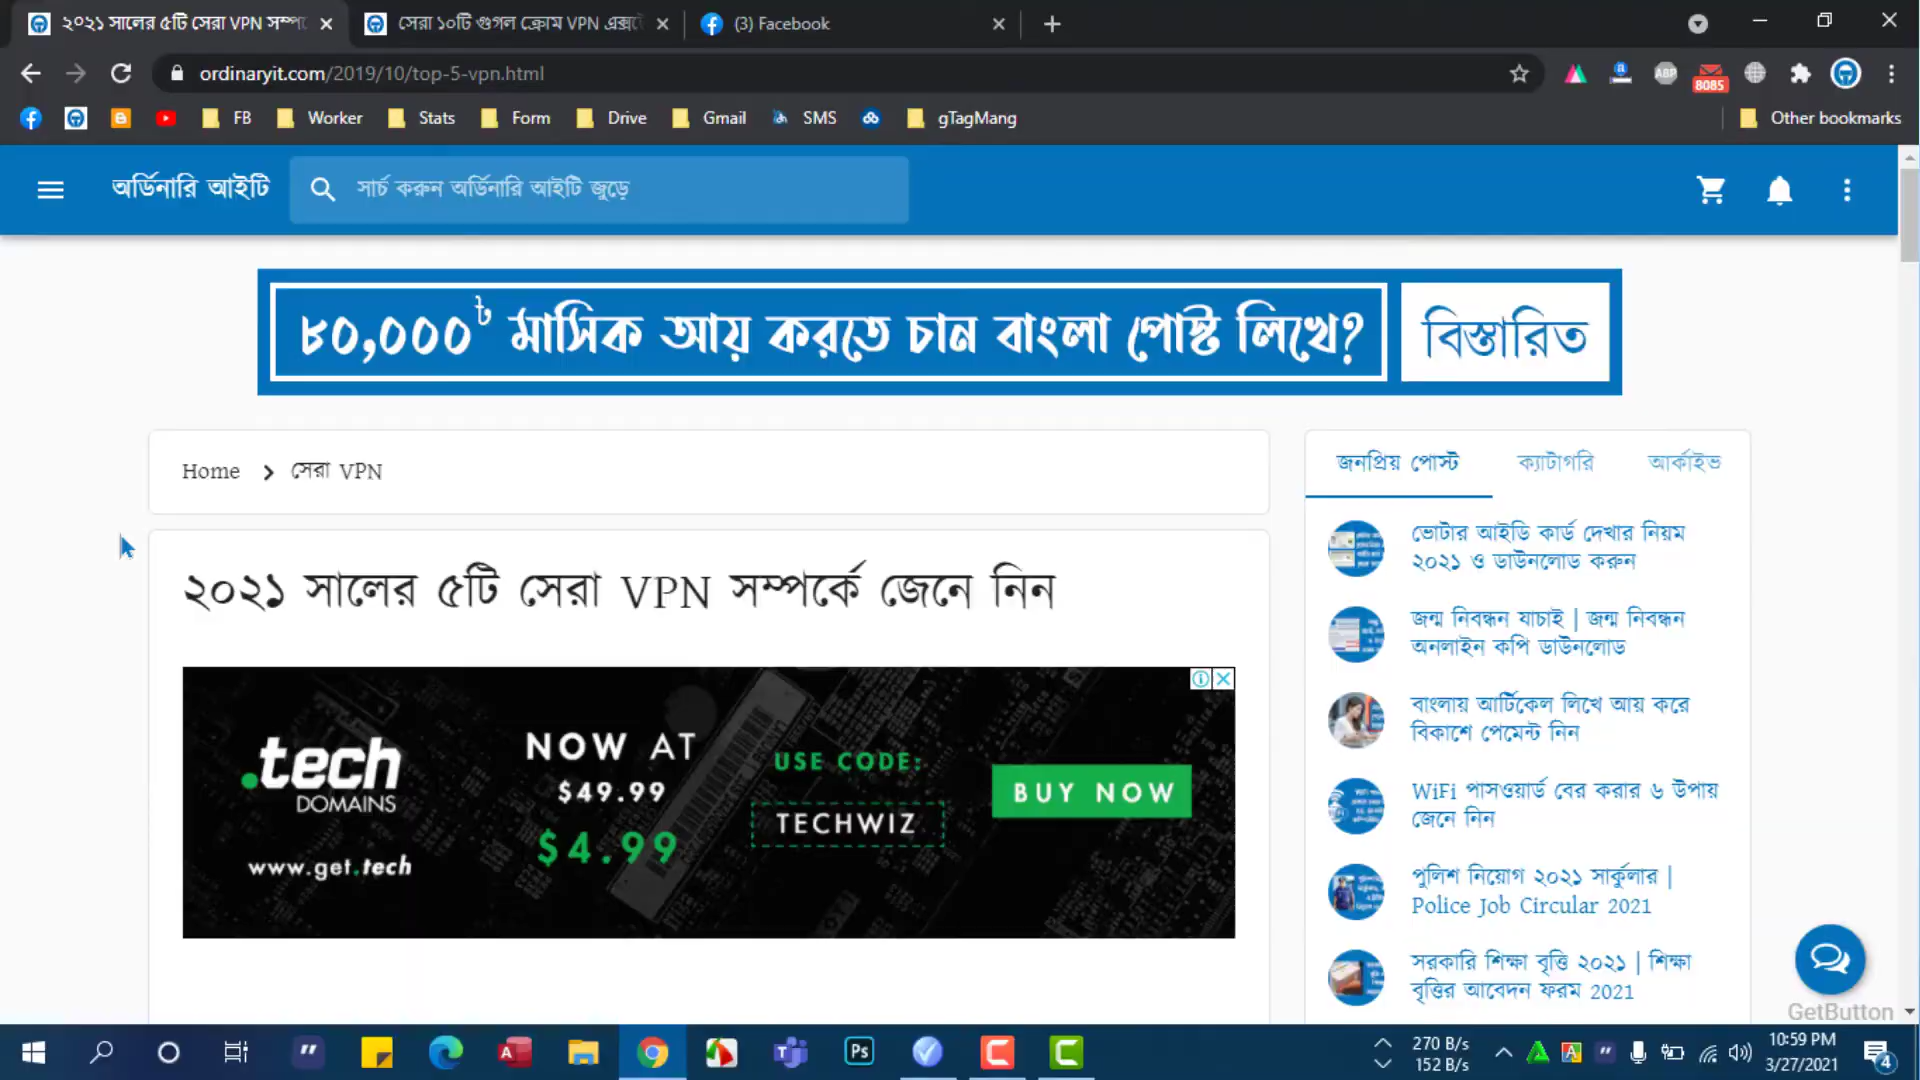 ২০২১ সালের ৫টি সেরা VPN সম্প
সেরা ১০টি গুগল ক্রোম VPN এক্সটে
(3) Facebook
ordinaryit.com/2019/10/top-5-vpn.html
ABP
8085
FB
Worker
Stats
Form
Drive
Gmail
SMS
gTagMang
Other bookmarks
অর্ডিনারি আইটি
সার্চ করুন অর্ডিনারি আইটি জুড়ে
৮০,০০০৳ মাসিক আয় করতে চান বাংলা পোস্ট লিখে?
বিস্তারিত
Home > সেরা VPN
২০২১ সালের ৫টি সেরা VPN সম্পর্কে জেনে নিন
.tech
DOMAINS
www.get.tech
NOW AT
$49.99
$4.99
USE CODE:
TECHWIZ
BUY NOW
জনপ্রিয় পোস্ট
ক্যাটাগরি
আর্কাইভ
ভোটার আইডি কার্ড দেখার নিয়ম
২০২১ ও ডাউনলোড করুন
জন্ম নিবন্ধন যাচাই | জন্ম নিবন্ধন
অনলাইন কপি ডাউনলোড
বাংলায় আর্টিকেল লিখে আয় করে
বিকাশে পেমেন্ট নিন
WiFi পাসওয়ার্ড বের করার ৬ উপায়
জেনে নিন
পুলিশ নিয়োগ ২০২১ সার্কুলার |
Police Job Circular 2021
সরকারি শিক্ষা বৃত্তি ২০২১ | শিক্ষা
বৃত্তির আবেদন ফরম 2021
GetButton
Ps
270 B/s
152 B/s
10:59 PM
3/27/2021
4